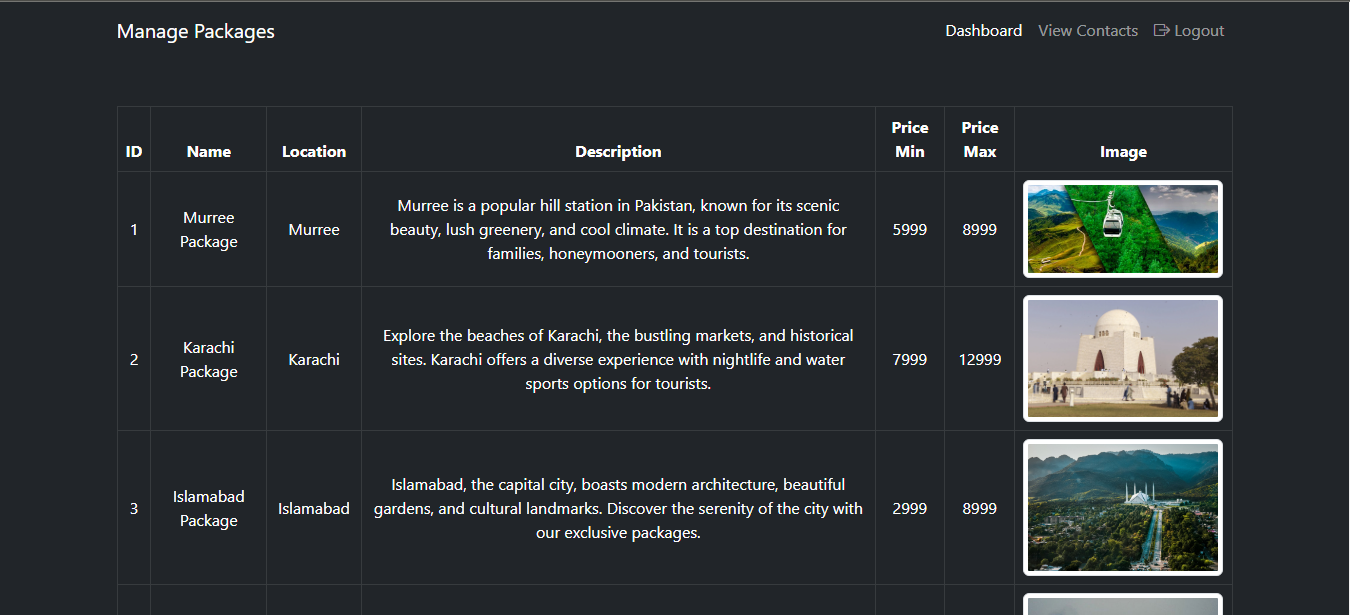 Manage Packages
Dashboard View Contacts Logout
ID Name Location Description Price Min Price Max Image
1
Murree
Package
Murree
Murree is a popular hill station in Pakistan, known for its scenic
beauty, lush greenery, and cool climate. It is a top destination for
families, honeymooners, and tourists.
5999
8999
2
Karachi
Package
Karachi
Explore the beaches of Karachi, the bustling markets, and historical
sites. Karachi offers a diverse experience with nightlife and water
sports options for tourists.
7999
12999
3
Islamabad
Package
Islamabad
Islamabad, the capital city, boasts modern architecture, beautiful
gardens, and cultural landmarks. Discover the serenity of the city with
our exclusive packages.
2999
8999